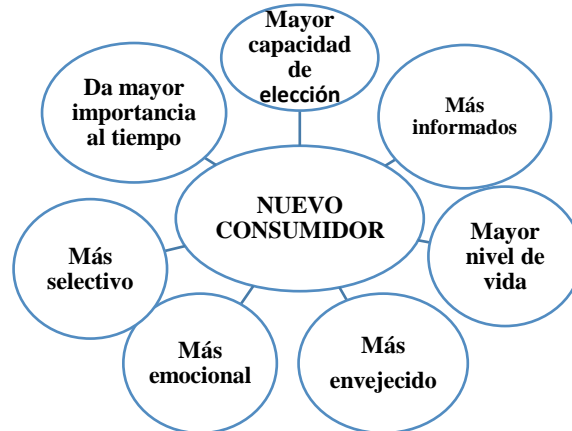 Mayor
capacidad
de
elección
Más
informados
Mayor
nivel de
vida
Más
envejecido
Más
emocional
Más
selectivo
Da mayor
importancia
al tiempo
NUEVO
CONSUMIDOR